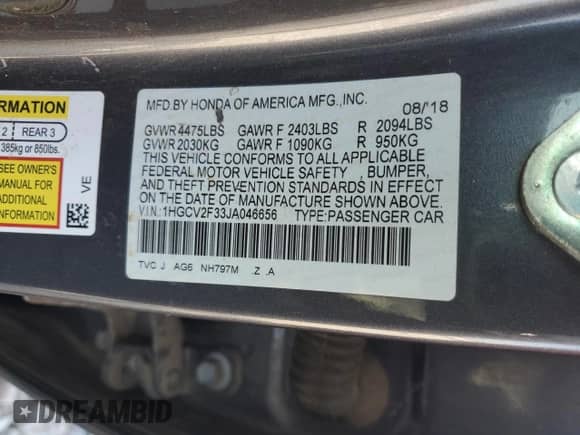 FORMATION
2 REAR 3
385kg or 850lbs.
SEE OWNER'S
MANUAL FOR
ADDITIONAL
INFORMATION
VE
MFD.BY HONDA OF AMERICA MFG.,INC. 08/'18
GVWR 4475LBS GAWR F 2403LBS R 2094LBS
GVWR 2030KG GAWR F 1090KG R 950KG
THIS VEHICLE CONFORMS TO ALL APPLICABLE
FEDERAL MOTOR VEHICLE SAFETY , BUMPER,
AND THEFT PREVENTION STANDARDS IN EFFECT
ON THE DATE OF MANUFACTURE SHOWN ABOVE.
V.I.N:1HGCV2F33JA046656 TYPE:PASSENGER CAR
TVC J AG6 NH797M .Z .A
DREAMBID